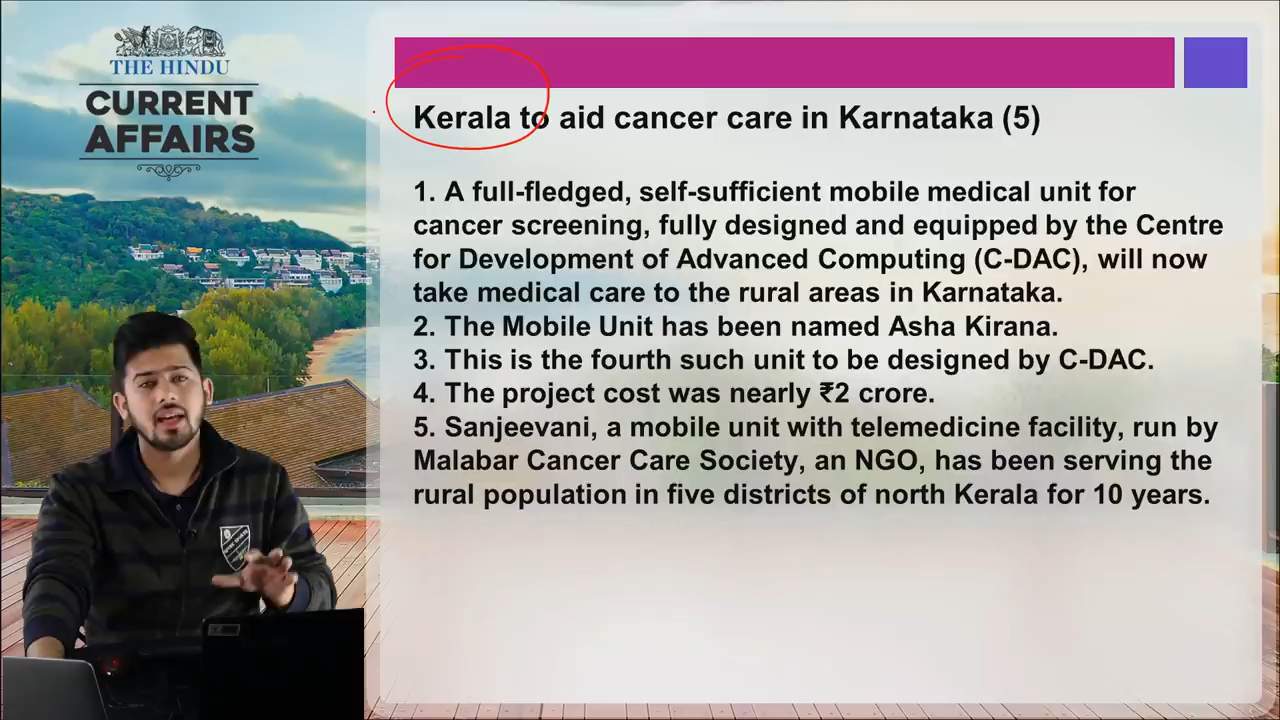 THE HINDU
CURRENT
AFFAIRS
Kerala to aid cancer care in Karnataka (5)
1. A full-fledged, self-sufficient mobile medical unit for
cancer screening, fully designed and equipped by the Centre
for Development of Advanced Computing (C-DAC), will now
take medical care to the rural areas in Karnataka.
2. The Mobile Unit has been named Asha Kirana.
3. This is the fourth such unit to be designed by C-DAC.
4. The project cost was nearly ₹2 crore.
5. Sanjeevani, a mobile unit with telemedicine facility, run by
Malabar Cancer Care Society, an NGO, has been serving the
rural population in five districts of north Kerala for 10 years.